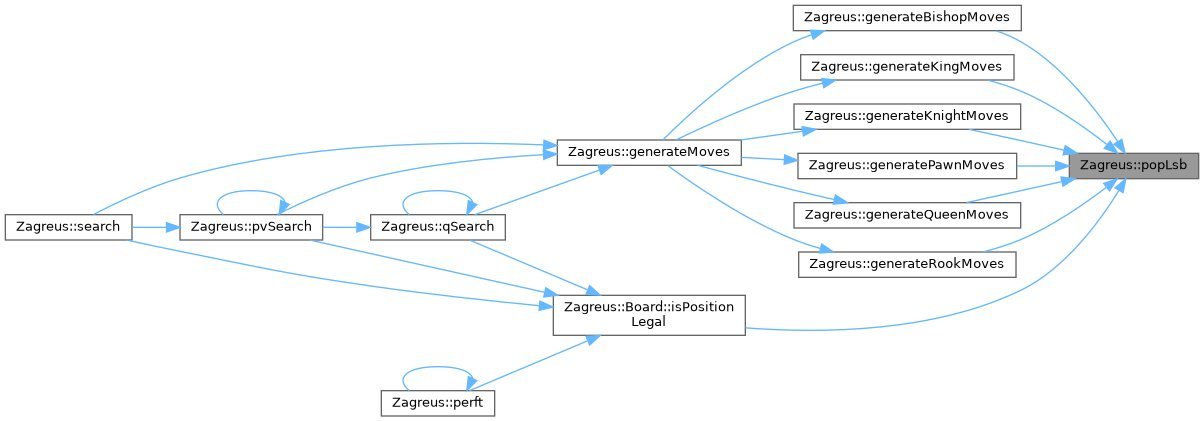 Zagreus::generateBishopMoves
Zagreus::generateKingMoves
Zagreus::generateKnightMoves
Zagreus::generateMoves
Zagreus::generatePawnMoves
Zagreus::popLsb
Zagreus::generateQueenMoves
Zagreus::search
Zagreus::pvSearch
Zagreus::qSearch
Zagreus::generateRookMoves
Zagreus::Board::isPosition
Legal
Zagreus::perft